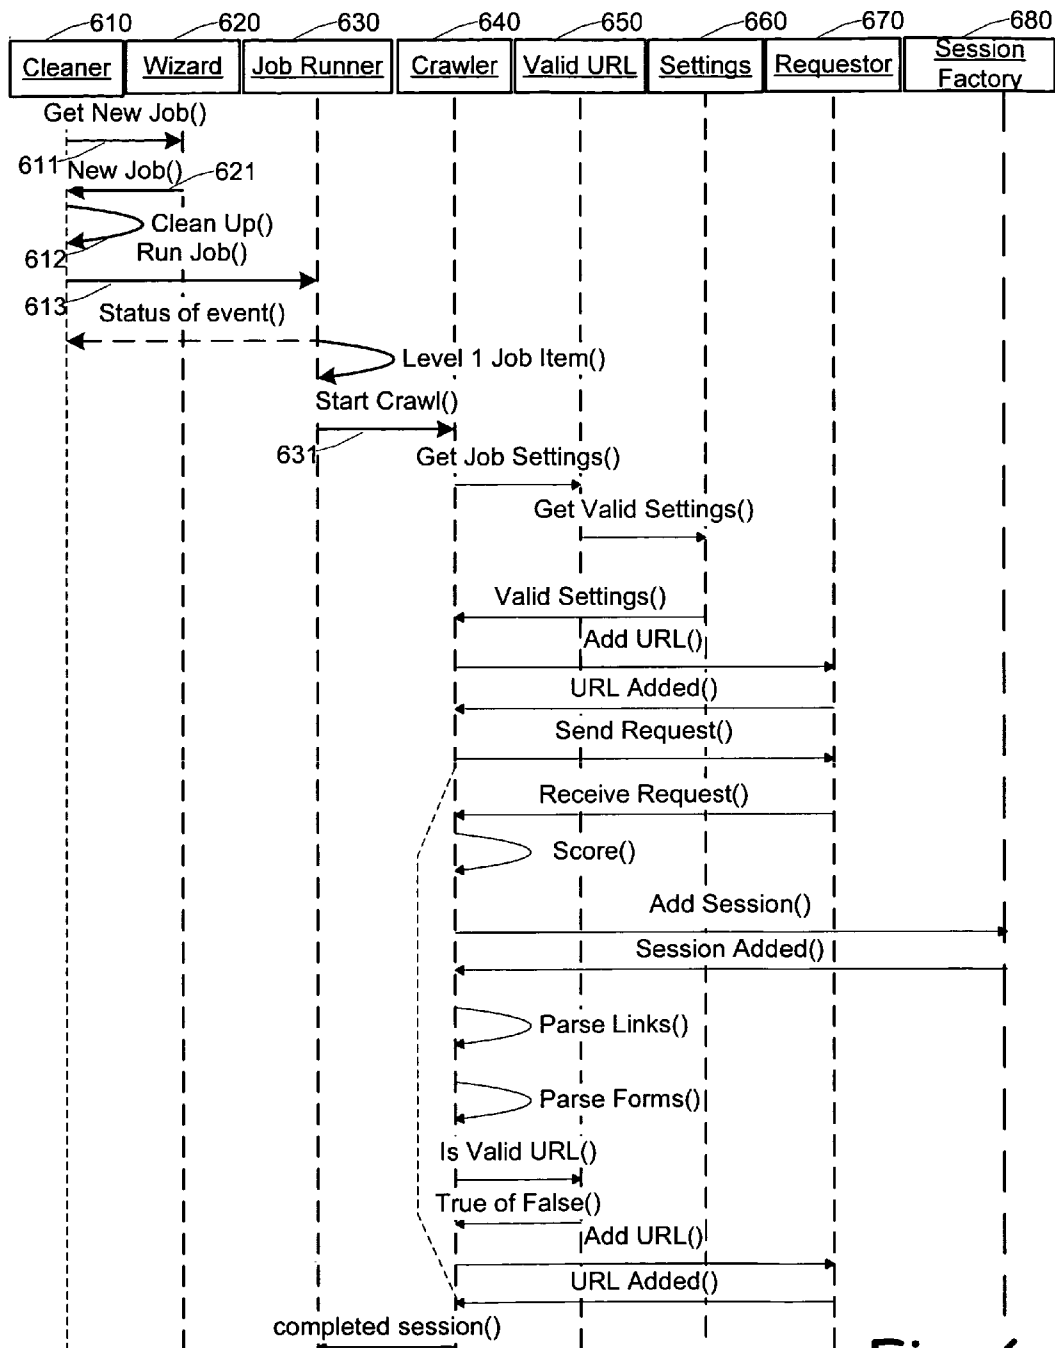 610 620 630 640 650 660 670 680
Cleaner Wizard Job Runner Crawler Valid URL Settings Requestor Session Factory
Get New Job()
611 New Job() 621
Clean Up()
612 Run Job()
613 Status of event()
Level 1 Job Item()
Start Crawl()
631 Get Job Settings()
Get Valid Settings()
Valid Settings()
Add URL()
URL Added()
Send Request()
Receive Request()
Score()
Add Session()
Session Added()
Parse Links()
Parse Forms()
Is Valid URL()
True of False()
Add URL()
URL Added()
completed session()